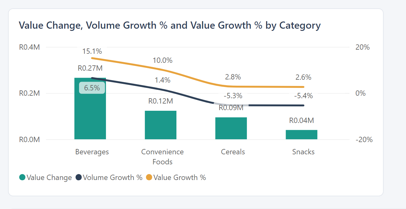 Value Change, Volume Growth % and Value Growth % by Category
R0.4M
20%
15.1%
10.0%
R0.27M
2.8%
2.6%
1.4%
R0.2M
0%
6.5%
-5.3%
-5.4%
R0.12M
R0.09M
R0.04M
R0.0M
-20%
Beverages
Convenience
Foods
Cereals
Snacks
Value Change
Volume Growth %
Value Growth %